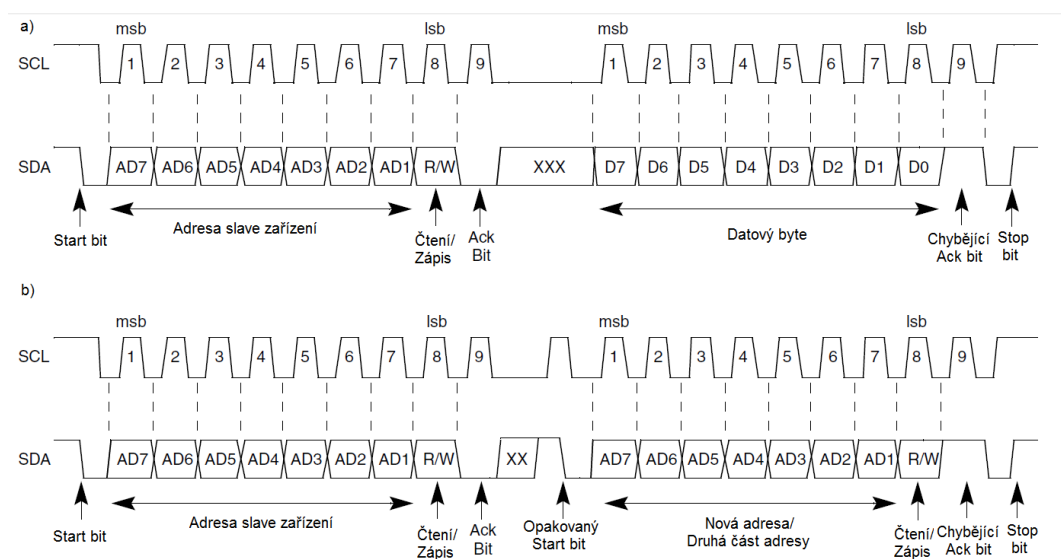 a)
msb lsb msb lsb
SCL 1 2 3 4 5 6 7 8 9 1 2 3 4 5 6 7 8 9
SDA AD7 AD6 AD5 AD4 AD3 AD2 AD1 R/W XXX D7 D6 D5 D4 D3 D2 D1 D0
Start bit
Adresa slave zařízení
Čtení/
Zápis
Ack
Bit
Datový byte
Chybějící
Ack bit
Stop
bit
b)
msb lsb msb lsb
SCL 1 2 3 4 5 6 7 8 9 1 2 3 4 5 6 7 8 9
SDA AD7 AD6 AD5 AD4 AD3 AD2 AD1 R/W XX AD7 AD6 AD5 AD4 AD3 AD2 AD1 R/W
Start bit
Adresa slave zařízení
Čtení/
Zápis
Ack
Bit
Opakovaný
Start bit
Nová adresa/
Druhá část adresy
Čtení/
Zápis
Chybějící
Ack bit
Stop
bit